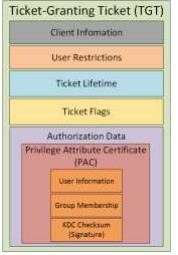 Ticket-Granting Ticket (TGT)
Client Infomation
User Restrictions
Ticket Lifetime
Ticket Flags
Authorization Data
Privilege Attribute Certificate
(PAC)
User Information
Group Membership
KDC Checksum
(Signature)